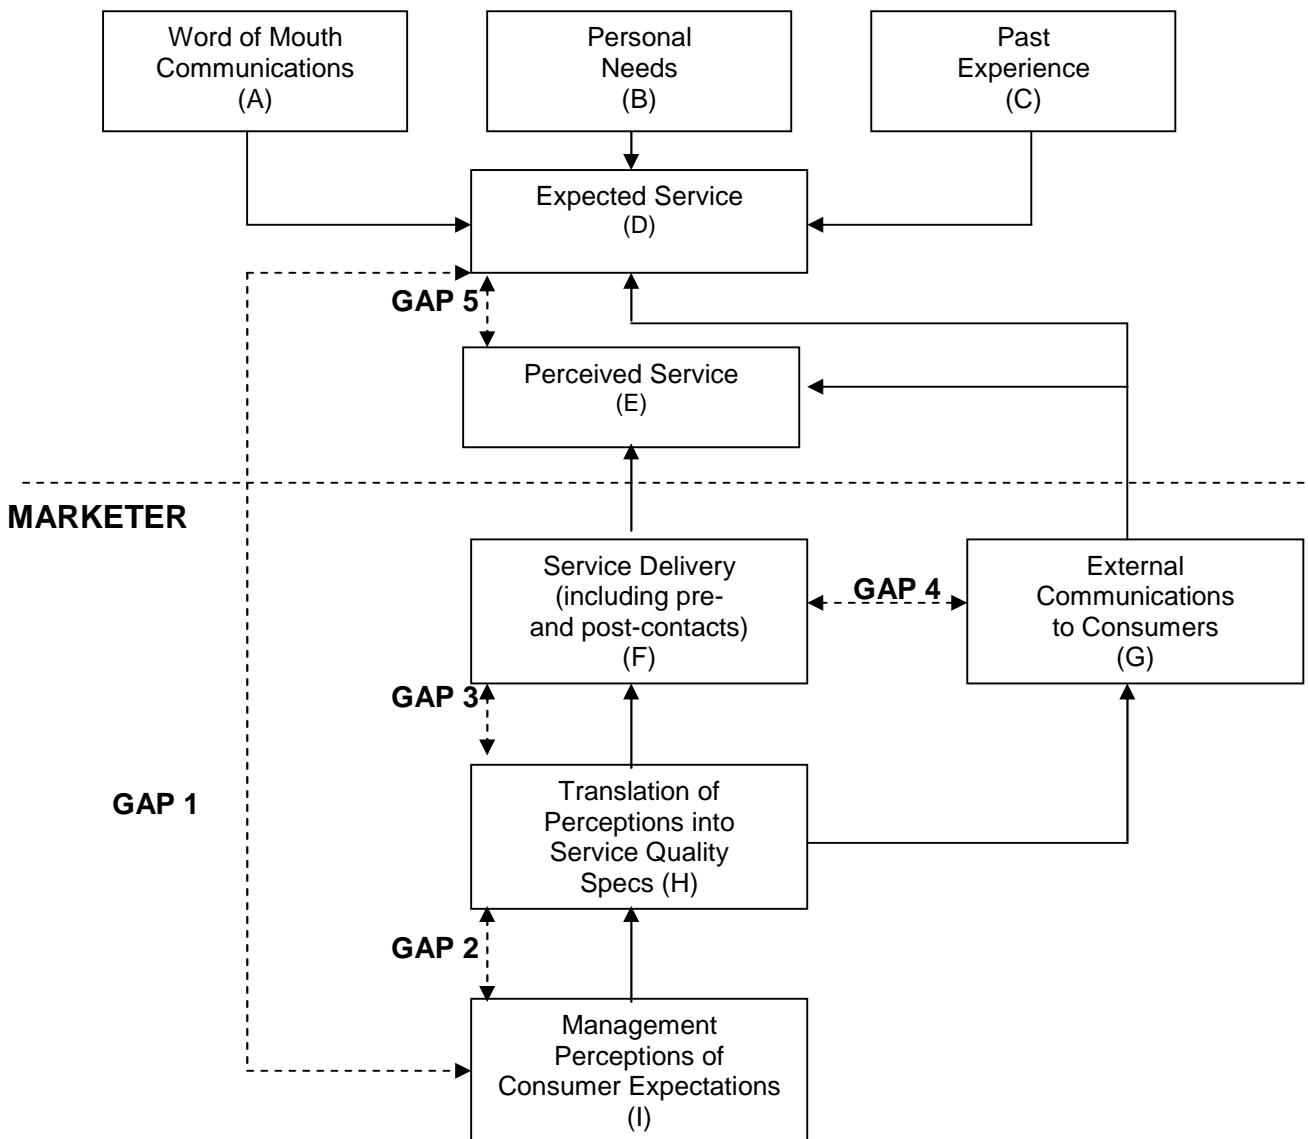 Word of Mouth
Communications
(A)
Personal
Needs
(B)
Past
Experience
(C)
Expected Service
(D)
GAP 5
Perceived Service
(E)
MARKETER
Service Delivery
(including pre-
and post-contacts)
(F)
GAP 4
External
Communications
to Consumers
(G)
GAP 3
GAP 1
Translation of
Perceptions into
Service Quality
Specs (H)
GAP 2
Management
Perceptions of
Consumer Expectations
(I)